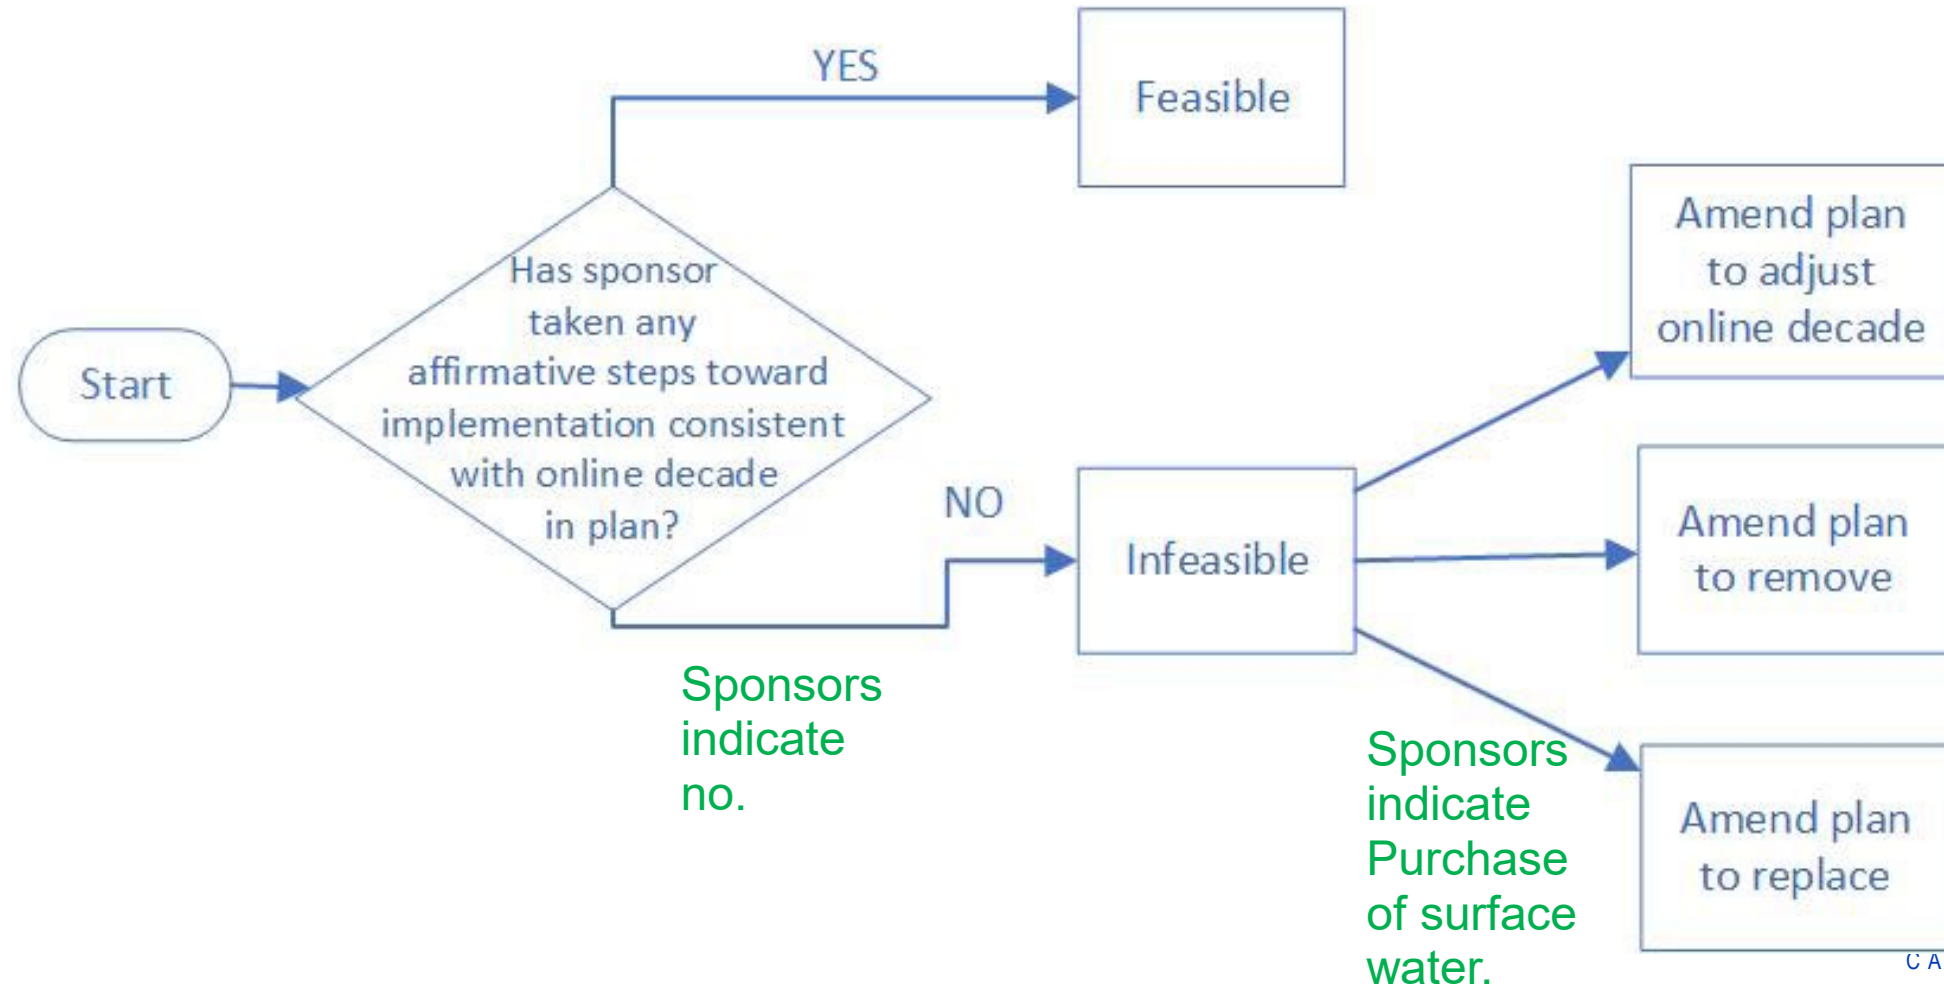 YES
Feasible
Start
Has sponsor
taken any
affirmative steps toward
implementation consistent
with online decade
in plan?
NO
Infeasible
Amend plan
to adjust
online decade
Amend plan
to remove
Amend plan
to replace
Sponsors
indicate
no.
Sponsors
indicate
Purchase
of surface
water.
C A